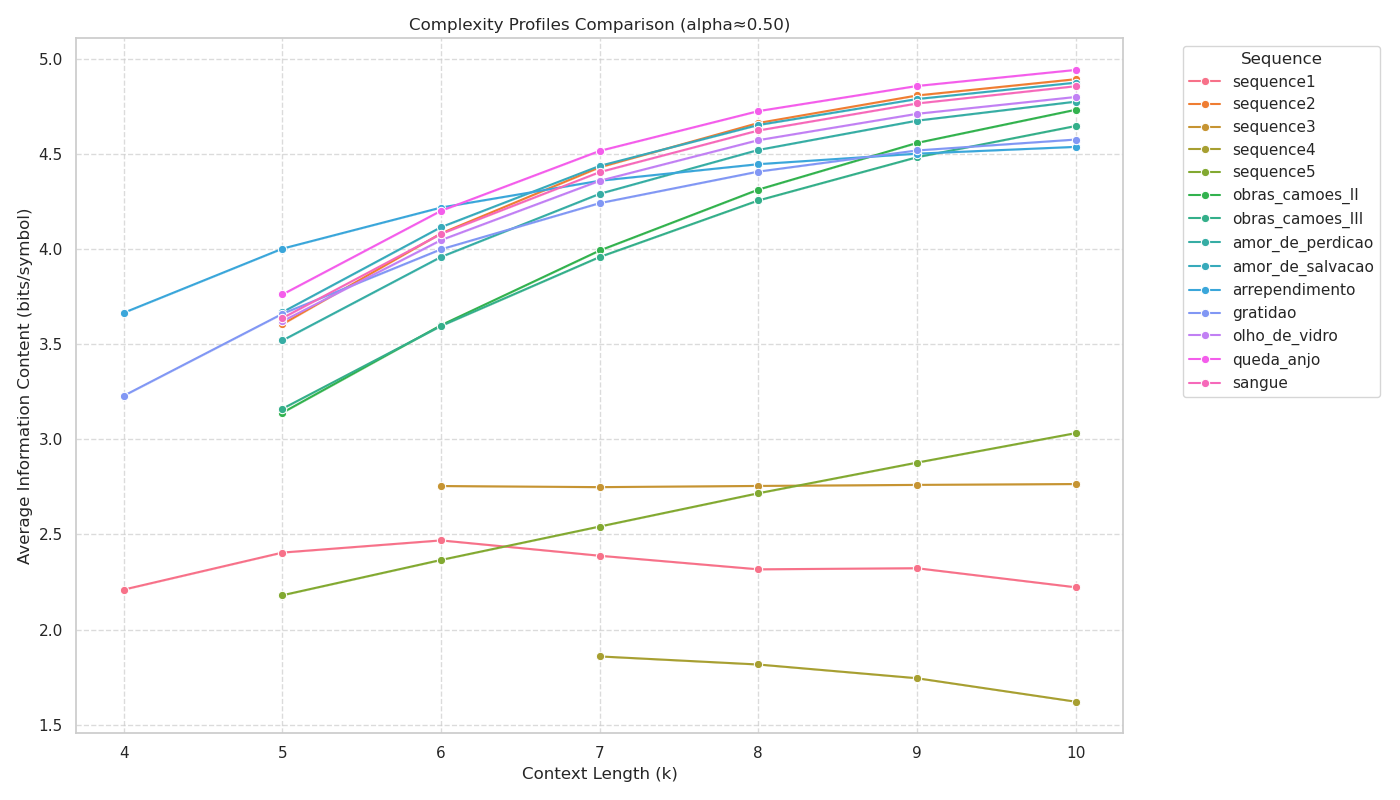 Complexity Profiles Comparison (alpha≈0.50)
Average Information Content (bits/symbol)
5.0
4.5
4.0
3.5
3.0
2.5
2.0
1.5
4 5 6 7 8 9 10
Context Length (k)
Sequence
sequence1
sequence2
sequence3
sequence4
sequence5
obras_camoes_II
obras_camoes_III
amor_de_perdicao
amor_de_salvacao
arrependimento
gratidao
olho_de_vidro
queda_anjo
sangue